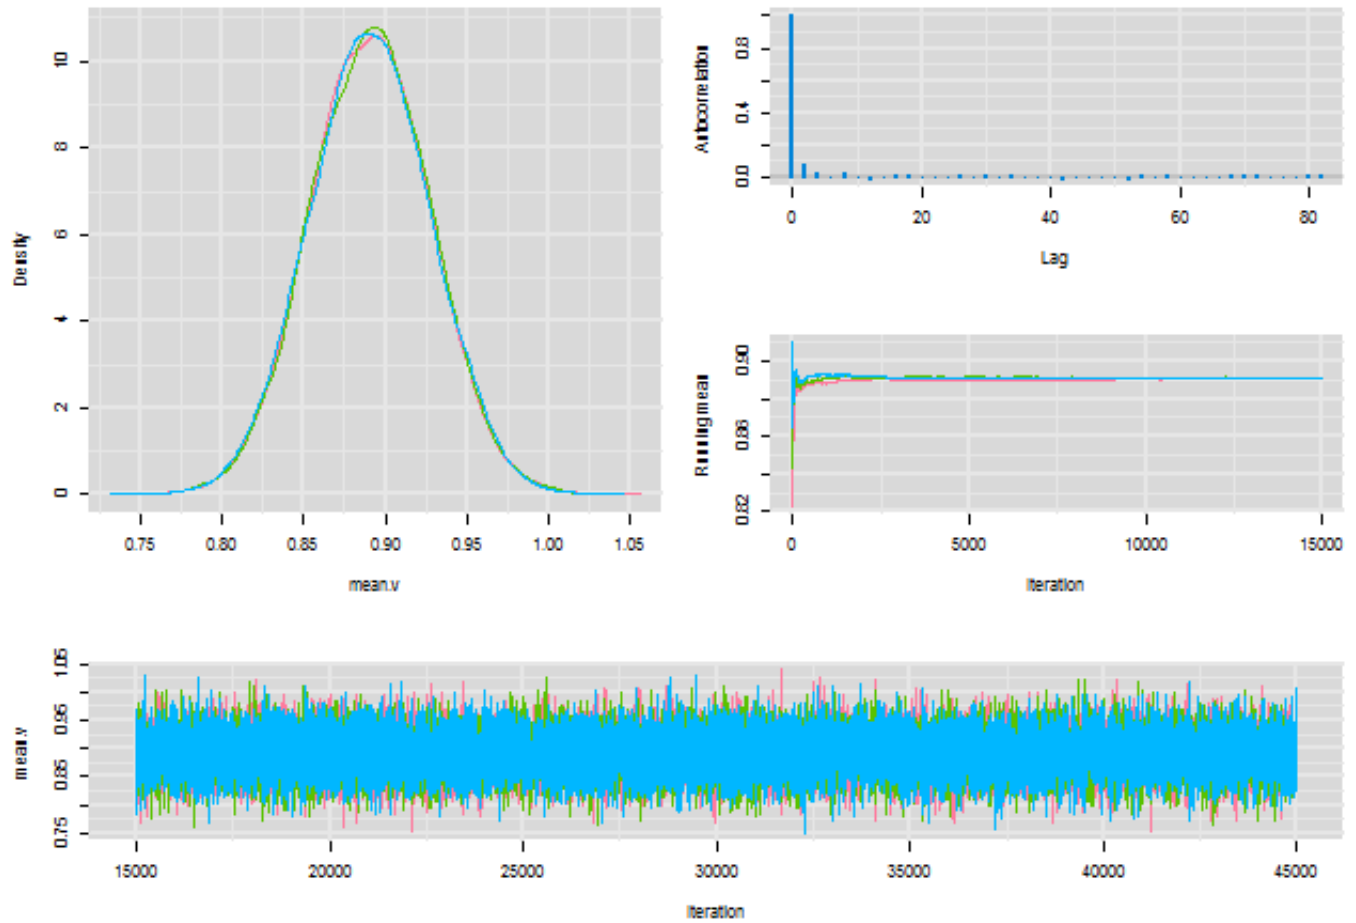 Density
10
8
6
4
2
0
0.75 0.80 0.85 0.90 0.95 1.00 1.05
mean.v
Autocorrelation
0.8
0.4
0.0
0 20 40 60 80
Lag
Running mean
0.90
0.86
0.82
0 5000 10000 15000
Iteration
mean.v
1.05
0.95
0.85
0.75
15000 20000 25000 30000 35000 40000 45000
Iteration